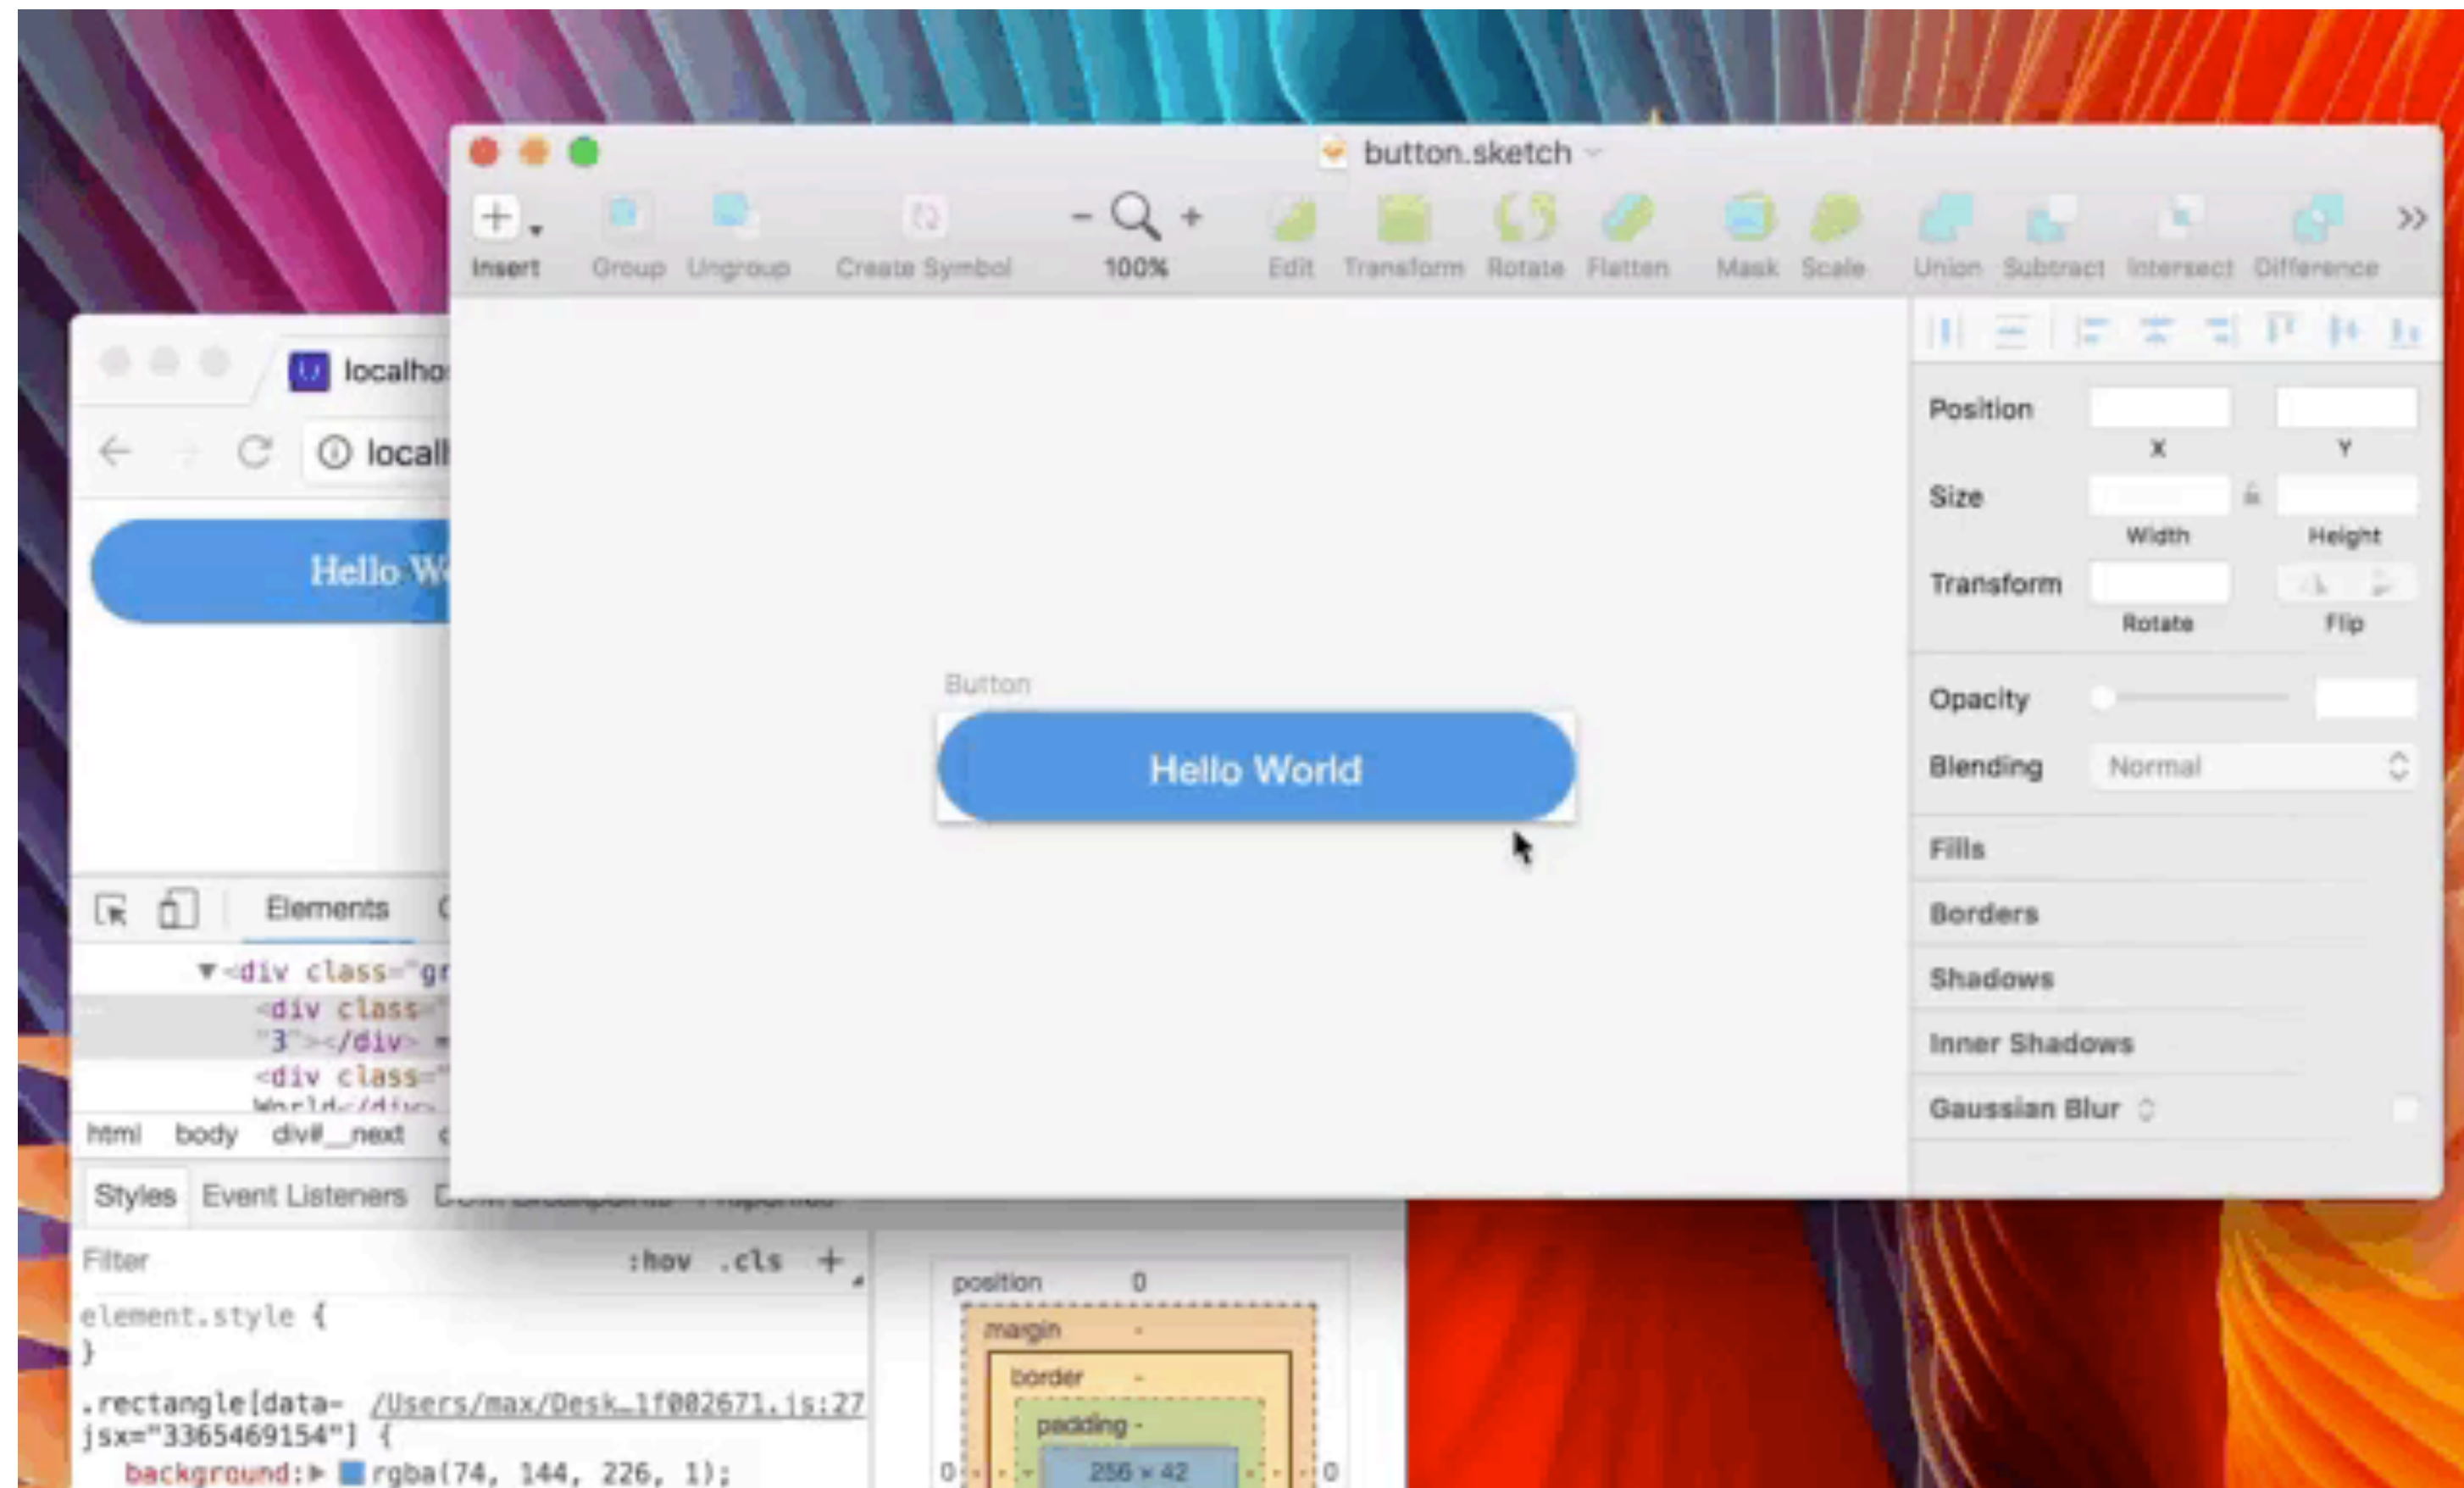 button.sketch
Insert Group Ungroup Create Symbol 100% Edit Transform Rotate Flatten Mask Scale Union Subtract Intersect Difference
localho
locall
Hello W
Position
X Y
Size
Width Height
Transform
Rotate Flip
Opacity
Blending Normal
Fills
Borders
Shadows
Inner Shadows
Gaussian Blur
Button
Hello World
Elements
▼<div class="gr
<div class="
"3"></div> =
<div class="
World</div>
html body div#__next
Styles Event Listeners
Filter :hov .cls +
element.style {
}
.rectangle[data- /Users/max/Desk…1f002671.js:27
jsx="3365469154"] {
background:▶ rgba(74, 144, 226, 1);
position 0
margin -
border -
padding -
0 - - - 256 × 42 - - - 0